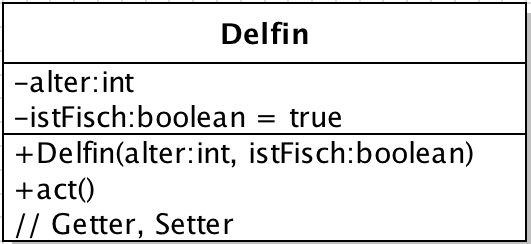 Delfin
-alter:int
-istFisch:boolean = true
+Delfin(alter:int, istFisch:boolean)
+act()
// Getter, Setter